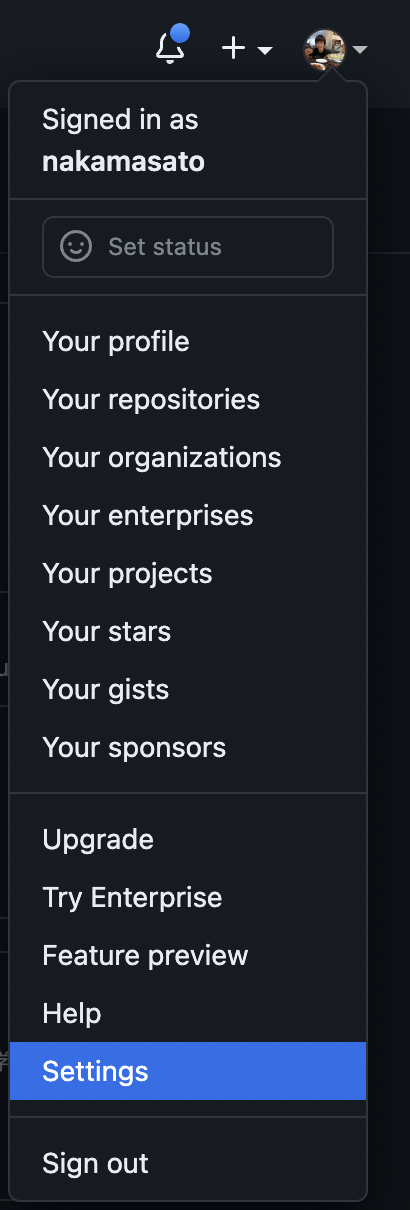 Signed in as
nakamasato
Set status
Your profile
Your repositories
Your organizations
Your enterprises
Your projects
Your stars
Your gists
Your sponsors
Upgrade
Try Enterprise
Feature preview
Help
Settings
Sign out